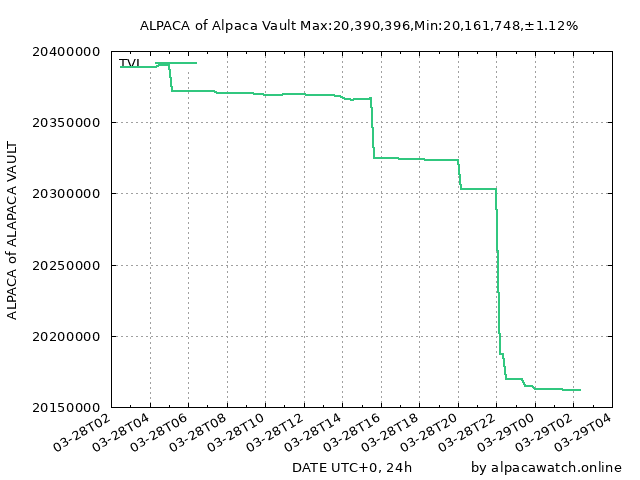 ALPACA of Alpaca Vault Max:20,390,396,Min:20,161,748,±1.12%
20400000
TVL
20350000
20300000
20250000
20200000
20150000
ALPACA of ALAPACA VAULT
03-28T02
03-28T04
03-28T06
03-28T08
03-28T10
03-28T12
03-28T14
03-28T16
03-28T18
03-28T20
03-28T22
03-29T00
03-29T02
03-29T04
DATE UTC+0, 24h
by alpacawatch.online